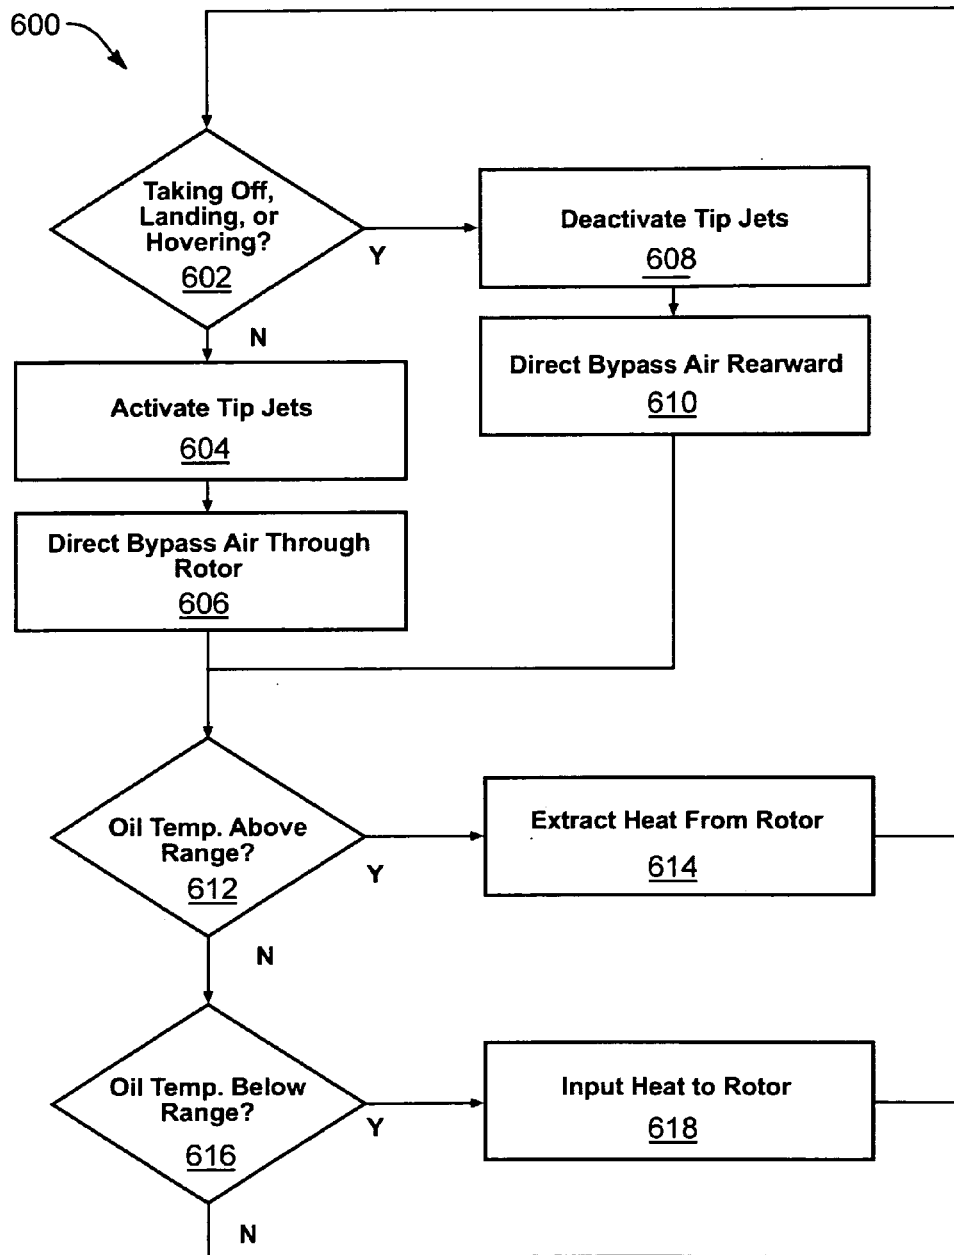 600
Taking Off,
Landing, or
Hovering?
602
Y
N
Deactivate Tip Jets
608
Direct Bypass Air Rearward
610
Activate Tip Jets
604
Direct Bypass Air Through
Rotor
606
Oil Temp. Above
Range?
612
Y
N
Extract Heat From Rotor
614
Oil Temp. Below
Range?
616
Y
N
Input Heat to Rotor
618